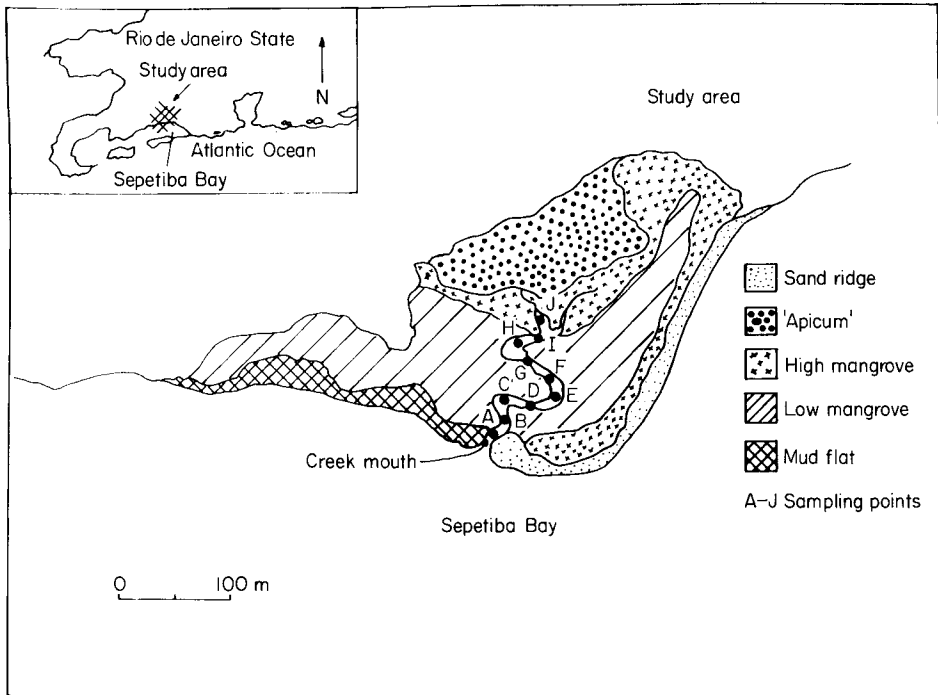 Rio de Janeiro State
Study area
N
Atlantic Ocean
Sepetiba Bay
Study area
J
H
I
G
F
C
D
E
A
B
Creek mouth
Sepetiba Bay
0 100 m
Sand ridge
'Apicum'
High mangrove
Low mangrove
Mud flat
A–J Sampling points